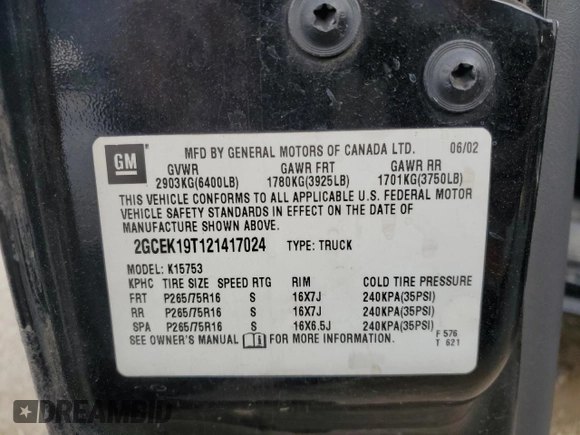 GM
MFD BY GENERAL MOTORS OF CANADA LTD. 06/02
GVWR GAWR FRT GAWR RR
2903KG(6400LB) 1780KG(3925LB) 1701KG(3750LB)
THIS VEHICLE CONFORMS TO ALL APPLICABLE U.S. FEDERAL MOTOR
VEHICLE SAFETY STANDARDS IN EFFECT ON THE DATE OF
MANUFACTURE SHOWN ABOVE.
2GCEK19T121417024 TYPE: TRUCK
MODEL: K15753
KPHC TIRE SIZE SPEED RTG RIM COLD TIRE PRESSURE
FRT P265/75R16 S 16X7J 240KPA(35PSI)
RR P265/75R16 S 16X7J 240KPA(35PSI)
SPA P265/75R16 S 16X6.5J 240KPA(35PSI)
SEE OWNER'S MANUAL FOR MORE INFORMATION.
F 576
T 621
DREAMBID